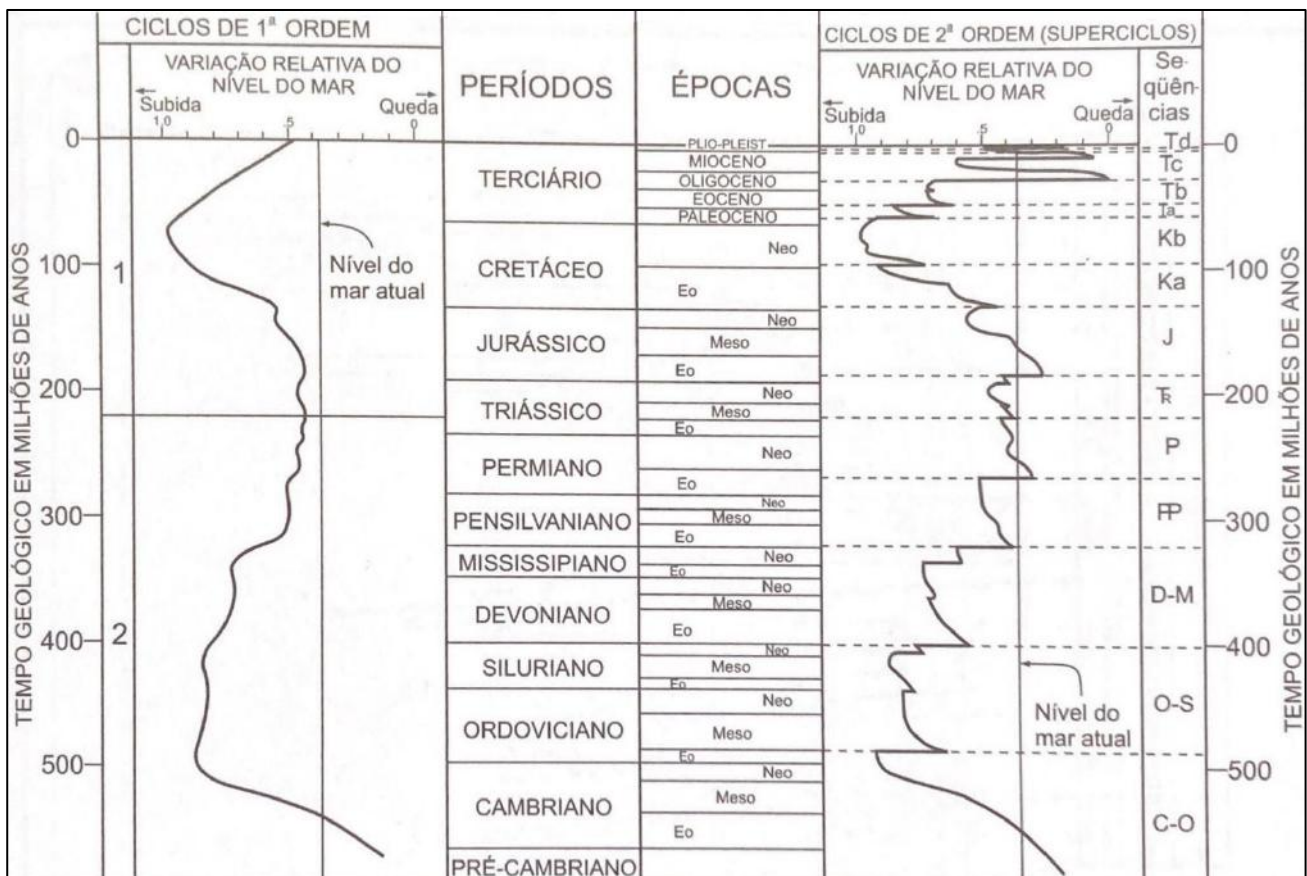 CICLOS DE 1ª ORDEM
VARIAÇÃO RELATIVA DO
NÍVEL DO MAR
Subida
Queda
1,0
,5
0
0
100
200
300
400
500
TEMPO GEOLÓGICO EM MILHÕES DE ANOS
1
2
Nível do
mar atual
PERÍODOS
TERCIÁRIO
CRETÁCEO
JURÁSSICO
TRIÁSSICO
PERMIANO
PENSILVANIANO
MISSISSIPIANO
DEVONIANO
SILURIANO
ORDOVICIANO
CAMBRIANO
PRÉ-CAMBRIANO
ÉPOCAS
PLIO-PLEIST
MIOCENO
OLIGOCENO
EOCENO
PALEOCENO
Neo
Eo
Neo
Meso
Eo
Neo
Meso
Eo
Neo
Eo
Neo
Meso
Eo
Neo
Eo
Neo
Meso
Eo
Neo
Meso
Eo
Neo
Meso
Eo
Neo
Meso
Eo
CICLOS DE 2ª ORDEM (SUPERCICLOS)
VARIAÇÃO RELATIVA DO
NÍVEL DO MAR
Subida
Queda
1,0
,5
0
Nível do
mar atual
Se-
qüên-
cias
Td
Tc
Tb
Ta
Kb
Ka
J
TR
P
PP
D-M
O-S
C-O
0
100
200
300
400
500
TEMPO GEOLÓGICO EM MILHÕES DE ANOS